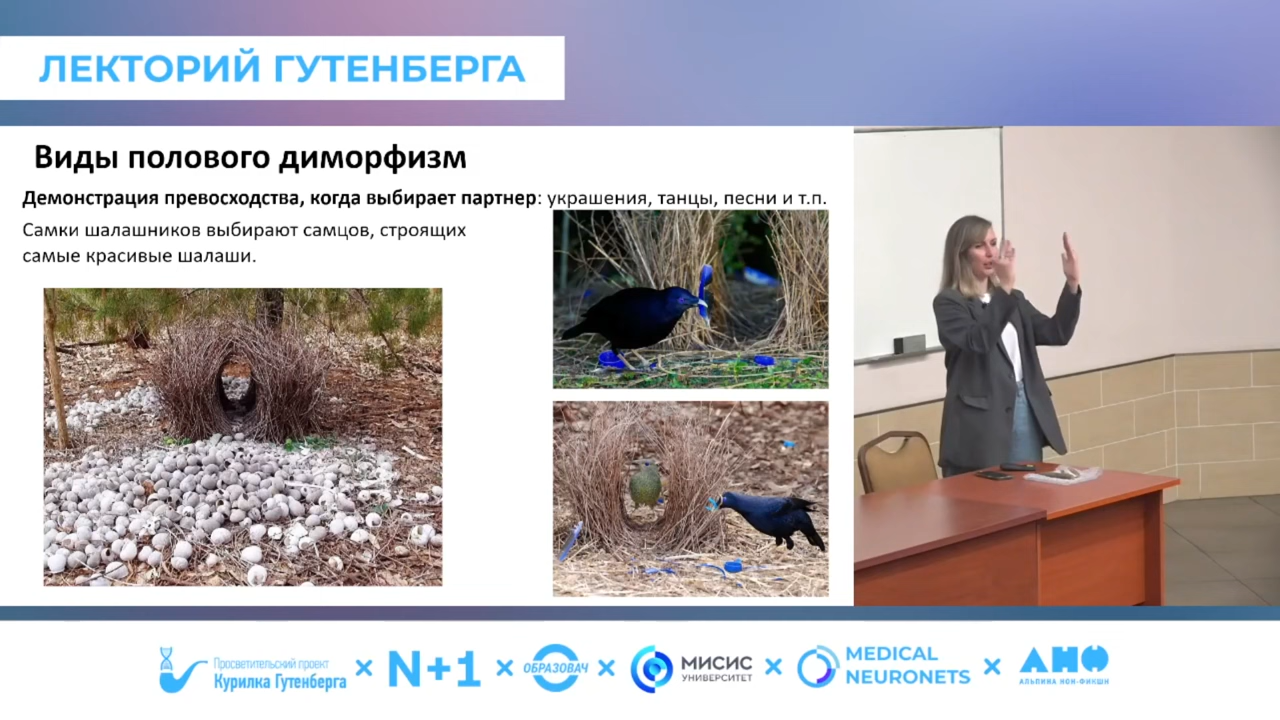 ЛЕКТОРИЙ ГУТЕНБЕРГА
Виды полового диморфизм
Демонстрация превосходства, когда выбирает партнер: украшения, танцы, песни и т.п.
Самки шалашников выбирают самцов, строящих
самые красивые шалаши.
Просветительский проект
Курилка Гутенберга
N+1
ОБРАЗОВАЧ
МИСИС
УНИВЕРСИТЕТ
MEDICAL
NEURONETS
АНФ
АЛЬПИНА НОН-ФИКШН